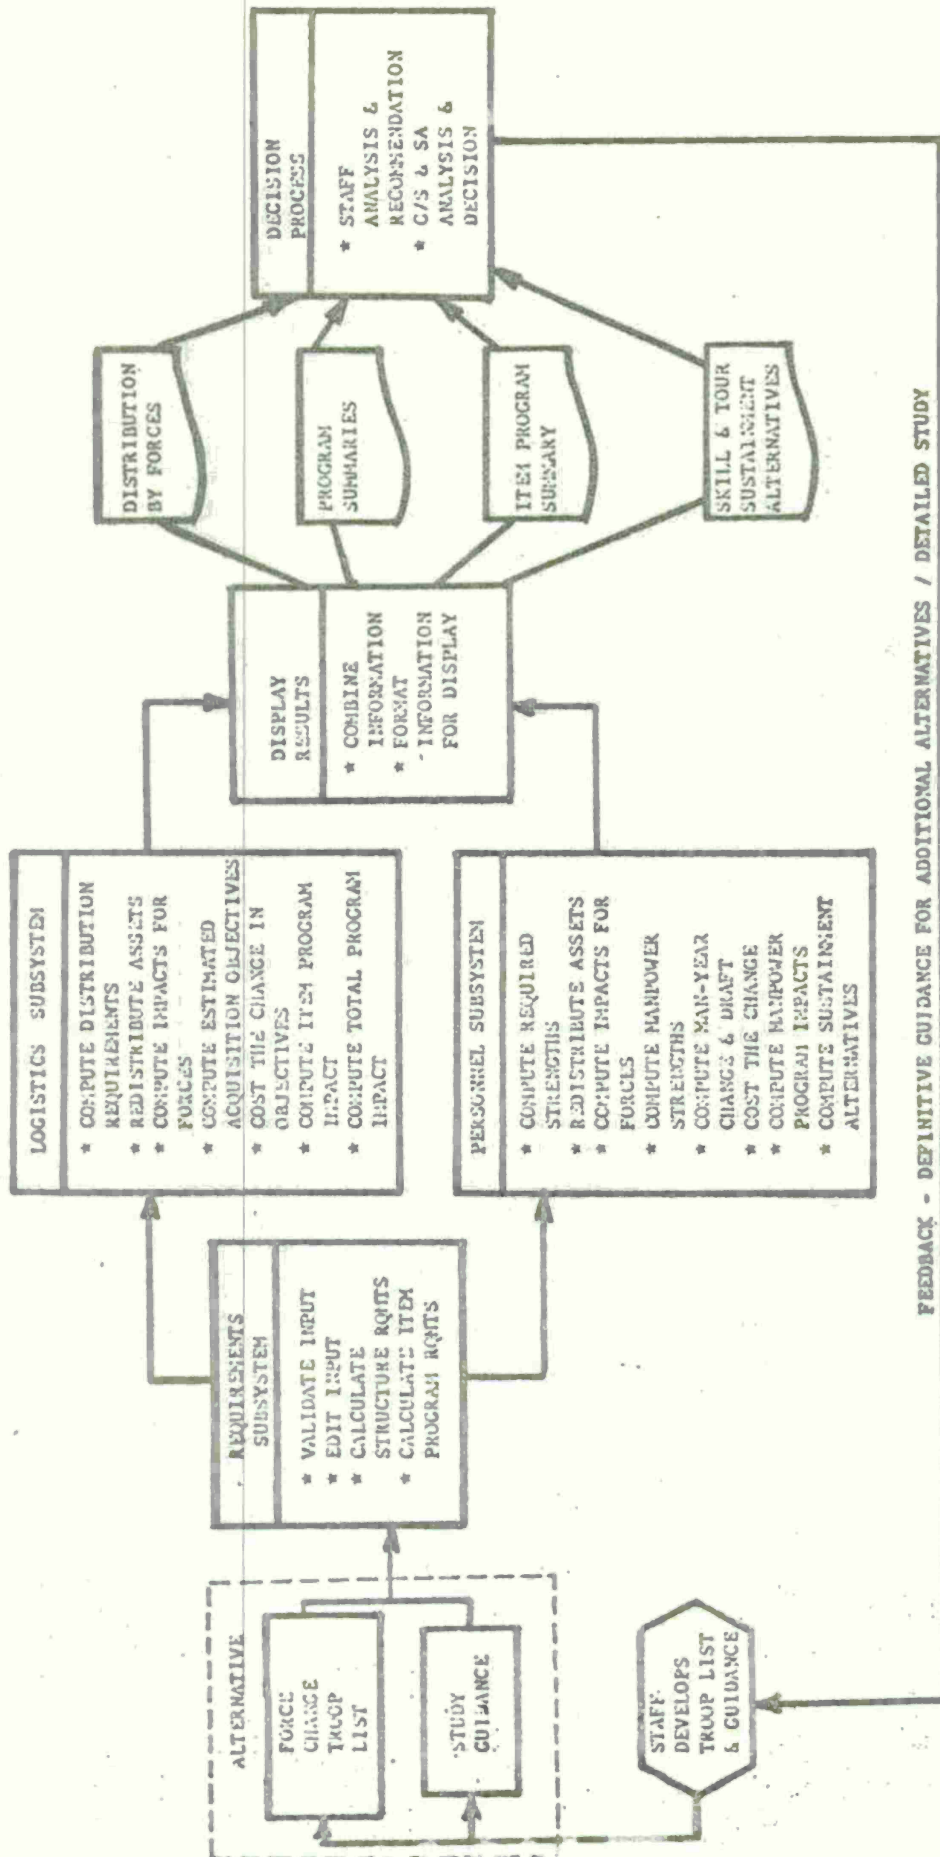 ALTERNATIVE
FORCE
CHANGE
TROOP
LIST
STUDY
GUIDANCE
STAFF
DEVELOPS
TROOP LIST
& GUIDANCE
REQUIREMENTS
SUBSYSTEM
* VALIDATE INPUT
* EDIT INPUT
* CALCULATE
STRUCTURE RQMTS
* CALCULATE ITEM
PROGRAM RQMTS
LOGISTICS SUBSYSTEM
* COMPUTE DISTRIBUTION
REQUIREMENTS
* REDISTRIBUTE ASSETS
* COMPUTE IMPACTS FOR
FORCES
* COMPUTE ESTIMATED
ACQUISITION OBJECTIVES
* COST THE CHANGE IN
OBJECTIVES
* COMPUTE ITEM PROGRAM
IMPACT
* COMPUTE TOTAL PROGRAM
IMPACT
PERSONNEL SUBSYSTEM
* COMPUTE REQUIRED
STRENGTHS
* REDISTRIBUTE ASSETS
* COMPUTE IMPACTS FOR
FORCES
* COMPUTE MANPOWER
STRENGTHS
* COMPUTE MAN-YEAR
CHANGE & DRAFT
* COST THE CHANGE
* COMPUTE MANPOWER
PROGRAM IMPACTS
* COMPUTE SUSTAINMENT
ALTERNATIVES
DISPLAY
RESULTS
* COMBINE
INFORMATION
* FORMAT
INFORMATION
FOR DISPLAY
DISTRIBUTION
BY FORCES
PROGRAM
SUMMARIES
ITEM PROGRAM
SUMMARY
SKILL & TOUR
SUSTAINMENT
ALTERNATIVES
DECISION
PROCESS
* STAFF
ANALYSIS &
RECOMMENDATION
* C/S & SA
ANALYSIS &
DECISION
FEEDBACK - DEFINITIVE GUIDANCE FOR ADDITIONAL ALTERNATIVES / DETAILED STUDY